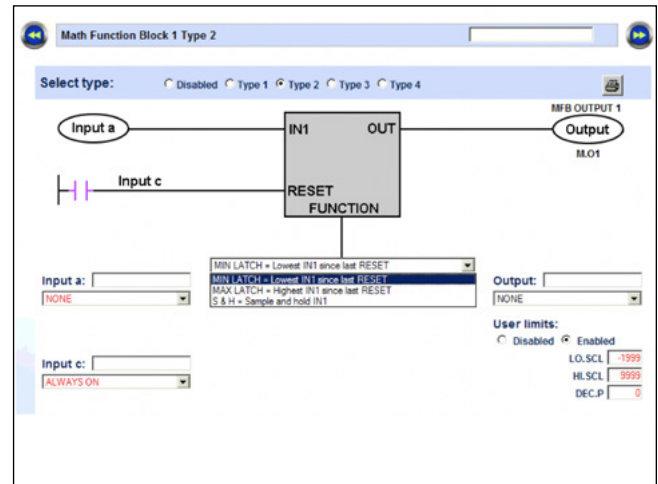 Math Function Block 1 Type 2
Select type: Disabled Type 1 Type 2 Type 3 Type 4
MFB OUTPUT 1
Input a
IN1 OUT
Output
M.O1
Input c
RESET
FUNCTION
MIN LATCH = Lowest IN1 since last RESET
MIN LATCH = Lowest IN1 since last RESET
MAX LATCH = Highest IN1 since last RESET
S & H = Sample and hold IN1
Input a:
NONE
Output:
NONE
User limits:
Disabled Enabled
LO.SCL -1999
HI.SCL 9999
DEC.P 0
Input c:
ALWAYS ON